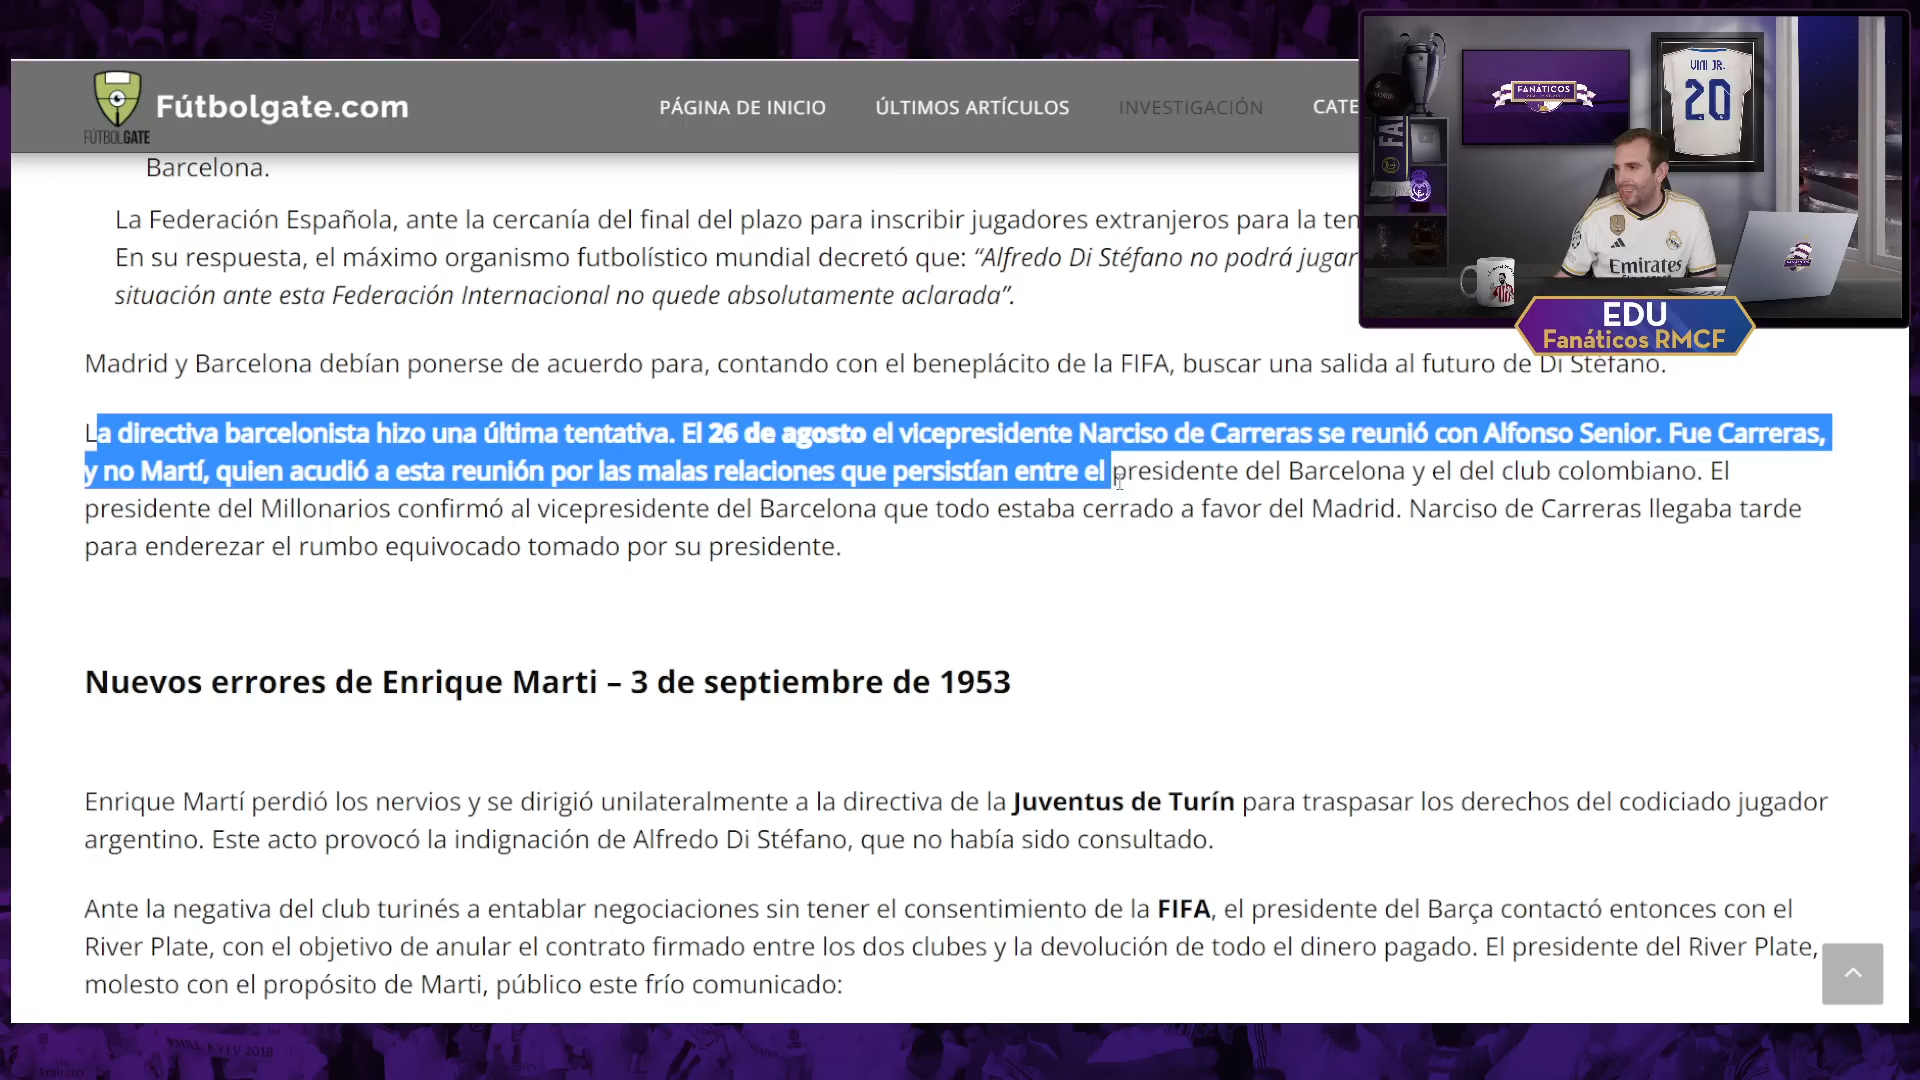 FÚTBOLGATE
Fútbolgate.com
PÁGINA DE INICIO
ÚLTIMOS ARTÍCULOS
INVESTIGACIÓN
CATE
Barcelona.
La Federación Española, ante la cercanía del final del plazo para inscribir jugadores extranjeros para la tem
En su respuesta, el máximo organismo futbolístico mundial decretó que: “Alfredo Di Stéfano no podrá jugar
situación ante esta Federación Internacional no quede absolutamente aclarada”.
Madrid y Barcelona debían ponerse de acuerdo para, contando con el beneplácito de la FIFA, buscar una salida al futuro de Di Stéfano.
La directiva barcelonista hizo una última tentativa. El 26 de agosto el vicepresidente Narciso de Carreras se reunió con Alfonso Senior. Fue Carreras,
y no Martí, quien acudió a esta reunión por las malas relaciones que persistían entre el presidente del Barcelona y el del club colombiano. El
presidente del Millonarios confirmó al vicepresidente del Barcelona que todo estaba cerrado a favor del Madrid. Narciso de Carreras llegaba tarde
para enderezar el rumbo equivocado tomado por su presidente.
Nuevos errores de Enrique Marti – 3 de septiembre de 1953
Enrique Martí perdió los nervios y se dirigió unilateralmente a la directiva de la Juventus de Turín para traspasar los derechos del codiciado jugador
argentino. Este acto provocó la indignación de Alfredo Di Stéfano, que no había sido consultado.
Ante la negativa del club turinés a entablar negociaciones sin tener el consentimiento de la FIFA, el presidente del Barça contactó entonces con el
River Plate, con el objetivo de anular el contrato firmado entre los dos clubes y la devolución de todo el dinero pagado. El presidente del River Plate,
molesto con el propósito de Marti, público este frío comunicado:
FANÁTICOS
VINI JR.
20
FA
Emirates
EDU
Fanáticos RMCF
KYIV 2018